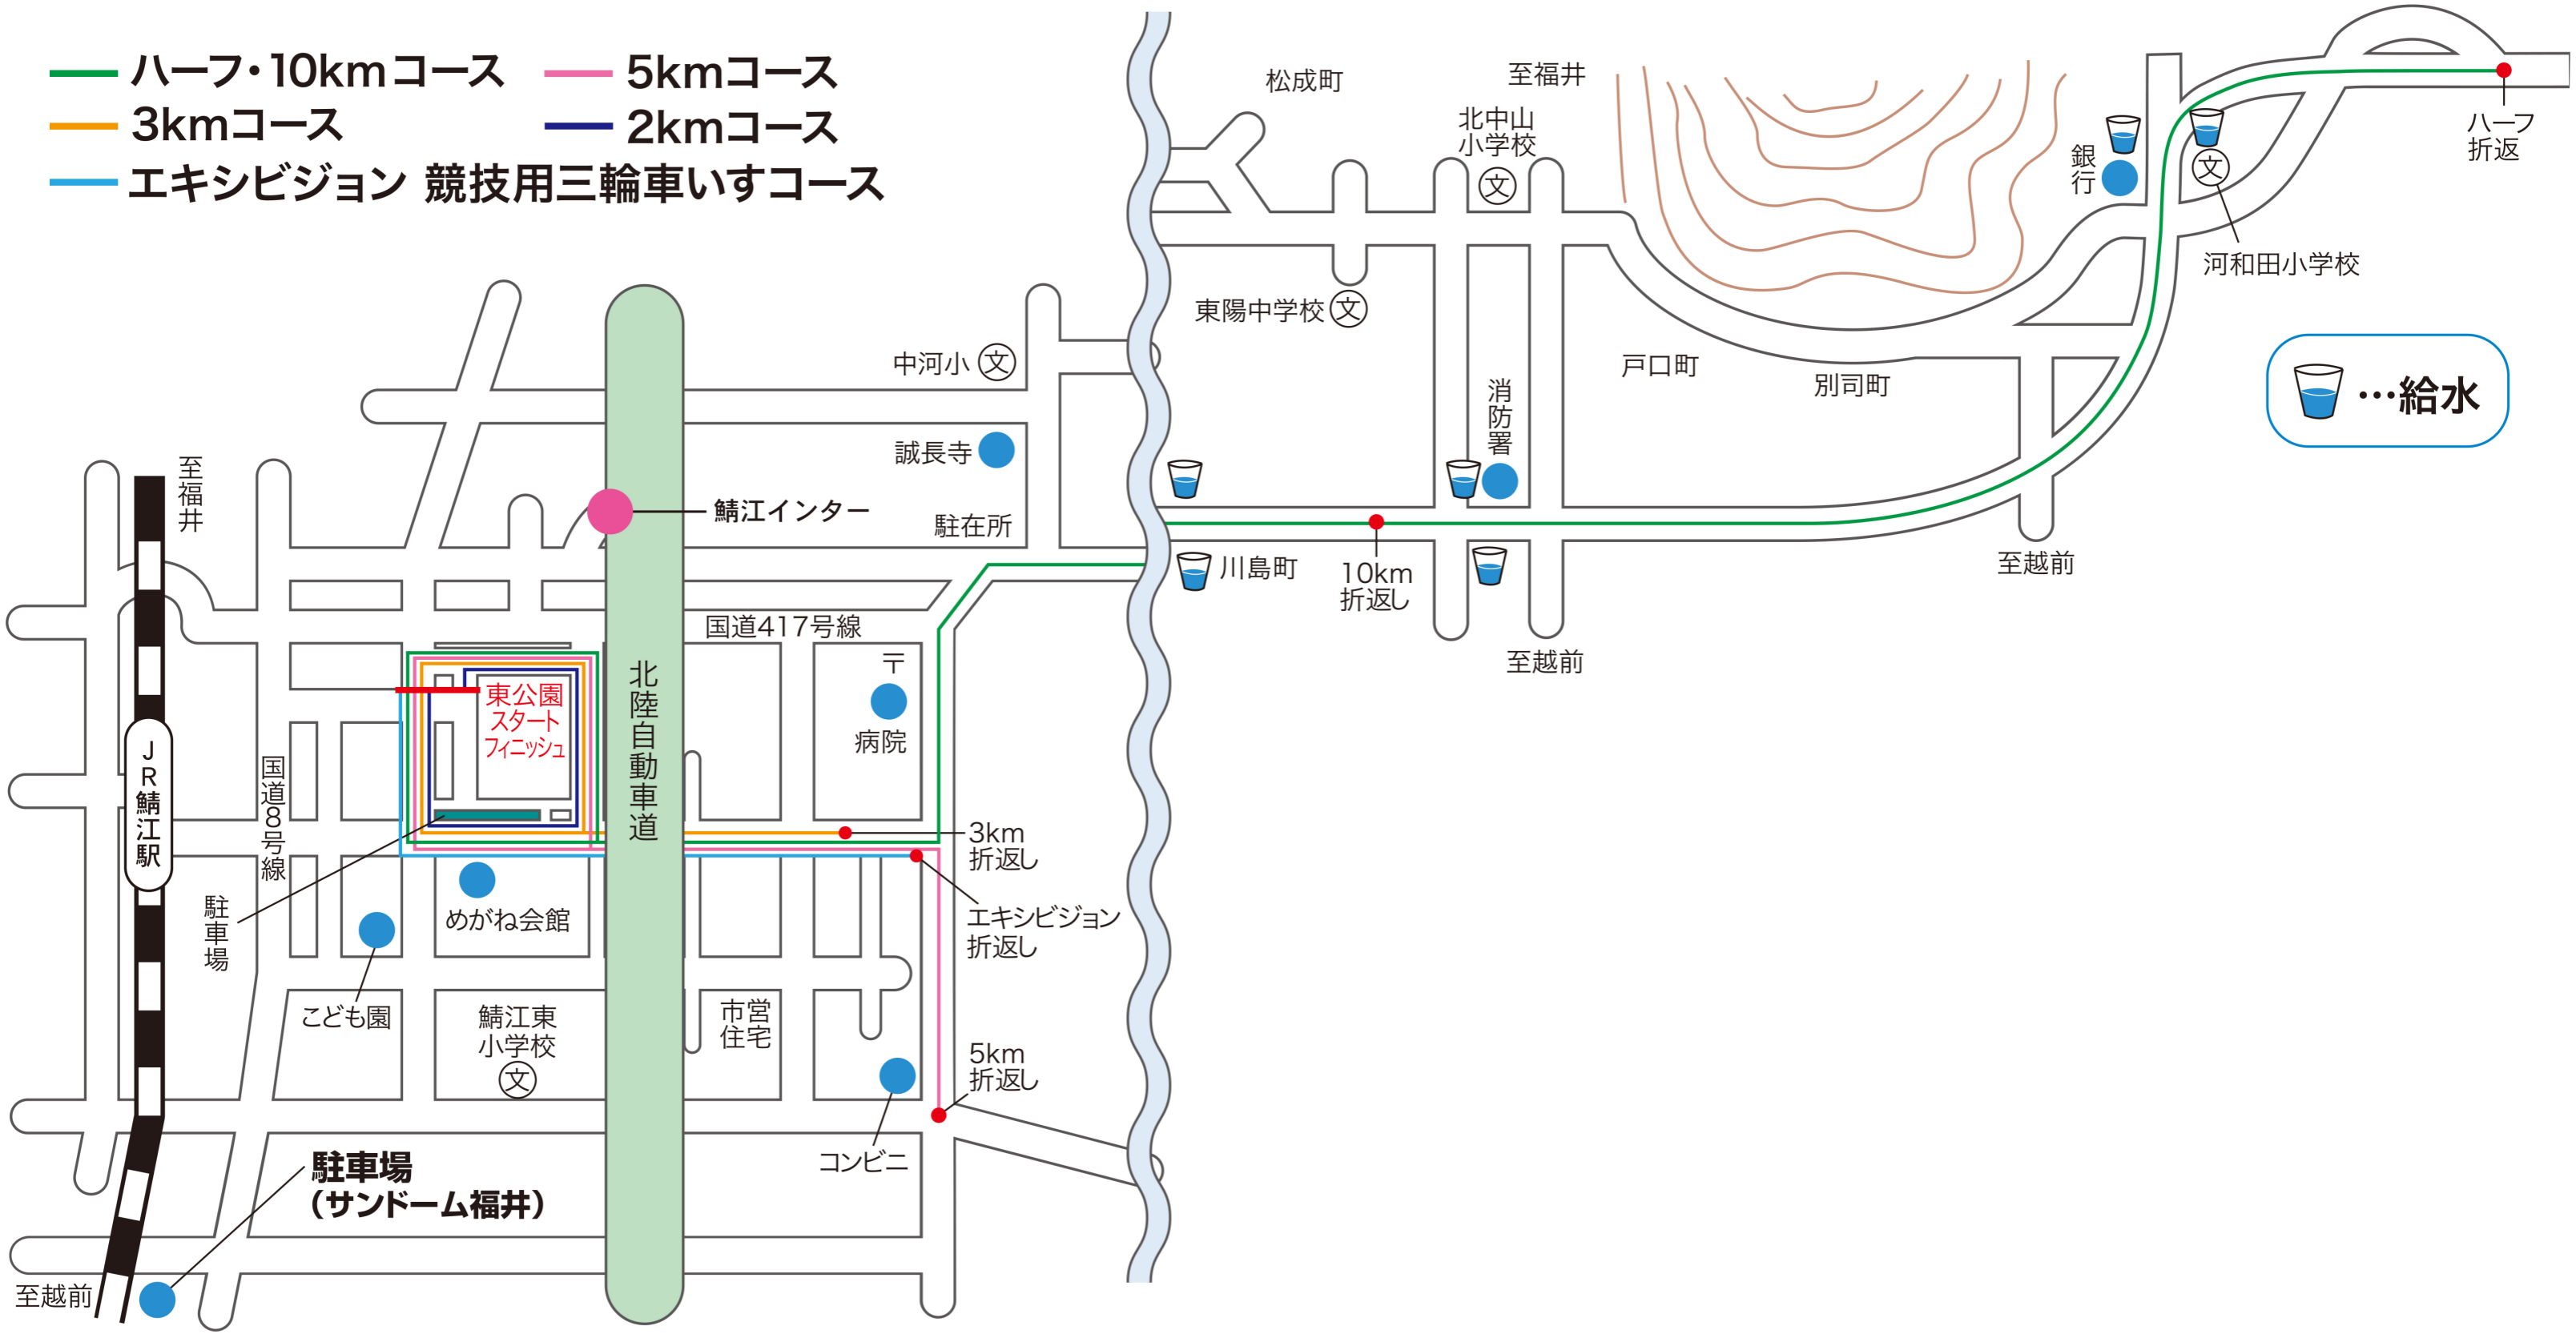 ハーフ・10kmコース
5kmコース
3kmコース
2kmコース
エキシビジョン 競技用三輪車いすコース
松成町
至福井
北中山
小学校
文
銀行
文
河和田小学校
ハーフ
折返
東陽中学校
文
戸口町
別司町
…給水
中河小
文
消防署
誠長寺
至福井
鯖江インター
駐在所
川島町
10km
折返し
至越前
至越前
国道417号線
〒
病院
東公園
スタート
フィニッシュ
北陸自動車道
JR鯖江駅
国道8号線
3km
折返し
駐車場
めがね会館
エキシビジョン
折返し
こども園
鯖江東
小学校
文
市営
住宅
5km
折返し
コンビニ
駐車場
(サンドーム福井)
至越前